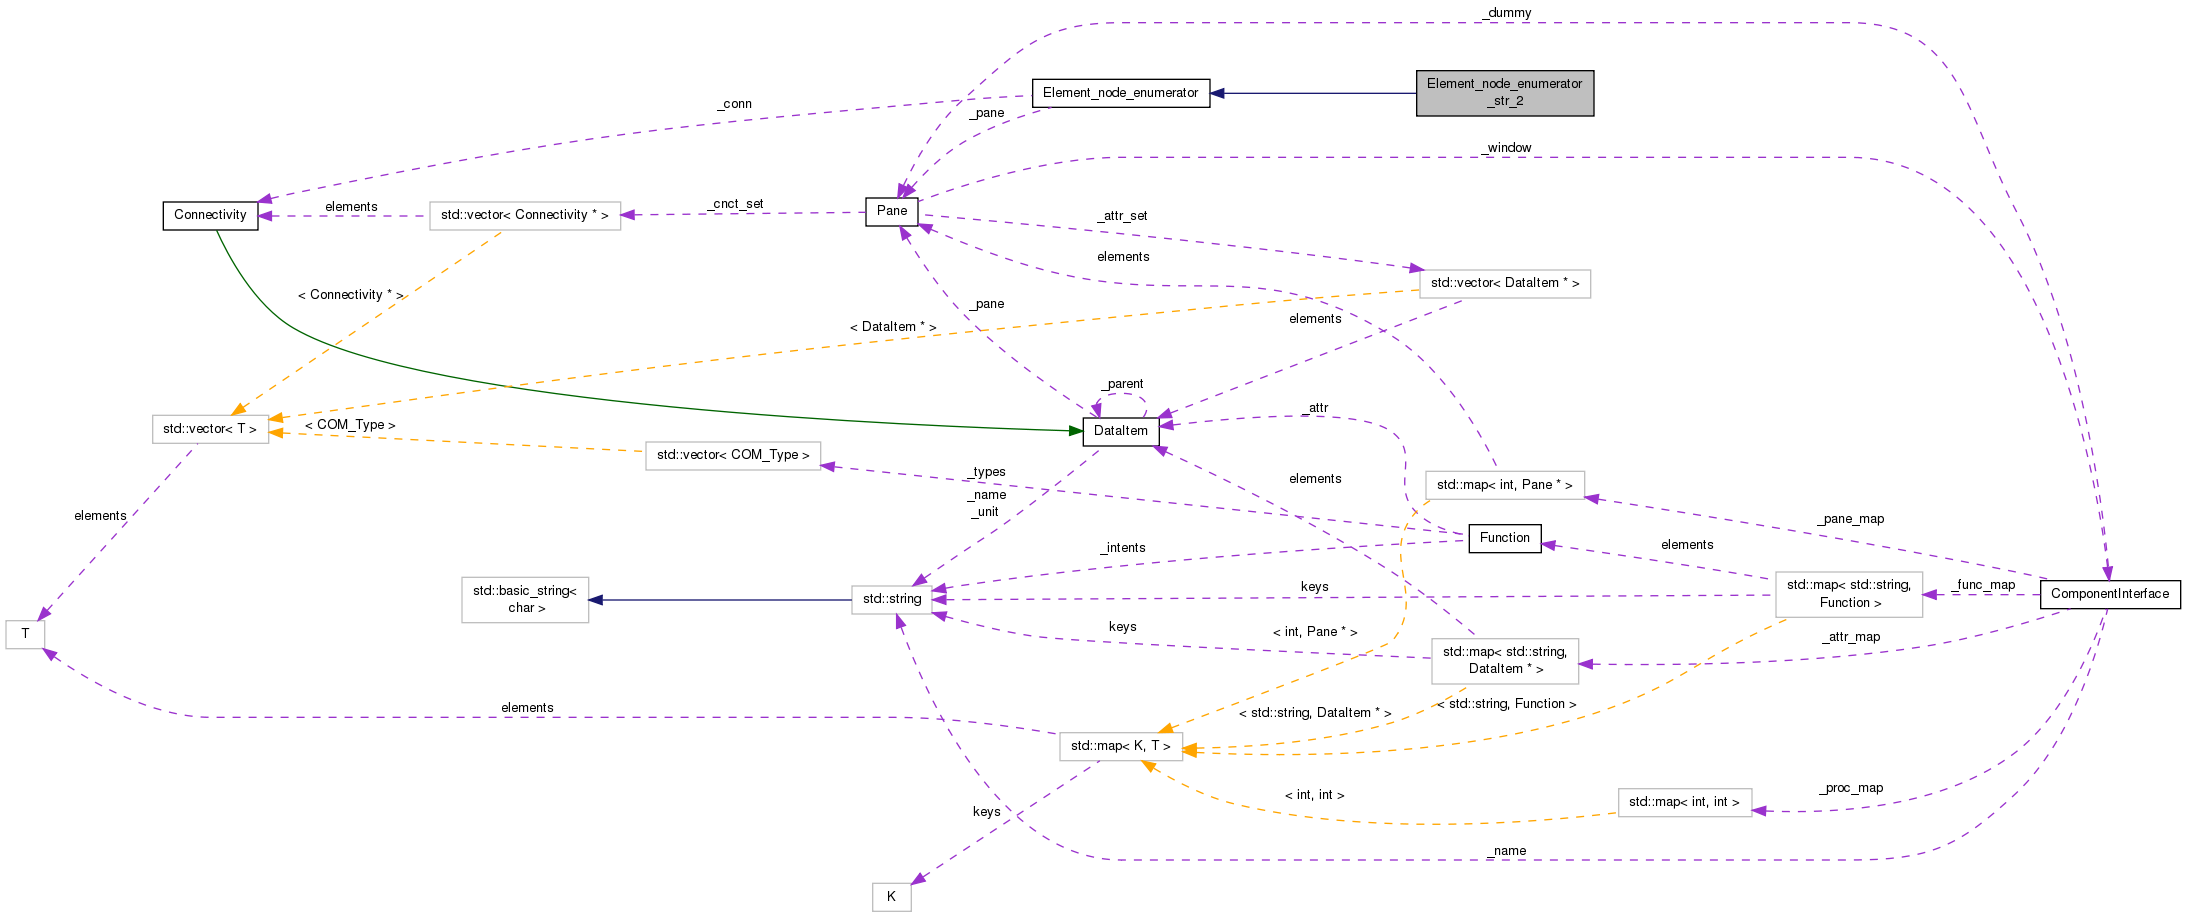 _dummy
Element_node_enumerator
_str_2
Element_node_enumerator
_conn
_pane
_window
Connectivity
elements
std::vector< Connectivity * >
_cnct_set
Pane
_attr_set
elements
std::vector< DataItem * >
< Connectivity * >
_pane
< DataItem * >
elements
_parent
_attr
std::vector< T >
< COM_Type >
DataItem
std::vector< COM_Type >
_types
elements
std::map< int, Pane * >
_name
_unit
elements
_pane_map
Function
_intents
elements
std::basic_string<
char >
std::string
keys
std::map< std::string,
Function >
_func_map
ComponentInterface
T
keys
< int, Pane * >
std::map< std::string,
DataItem * >
_attr_map
elements
< std::string, DataItem * >
< std::string, Function >
std::map< K, T >
keys
< int, int >
std::map< int, int >
_proc_map
_name
K